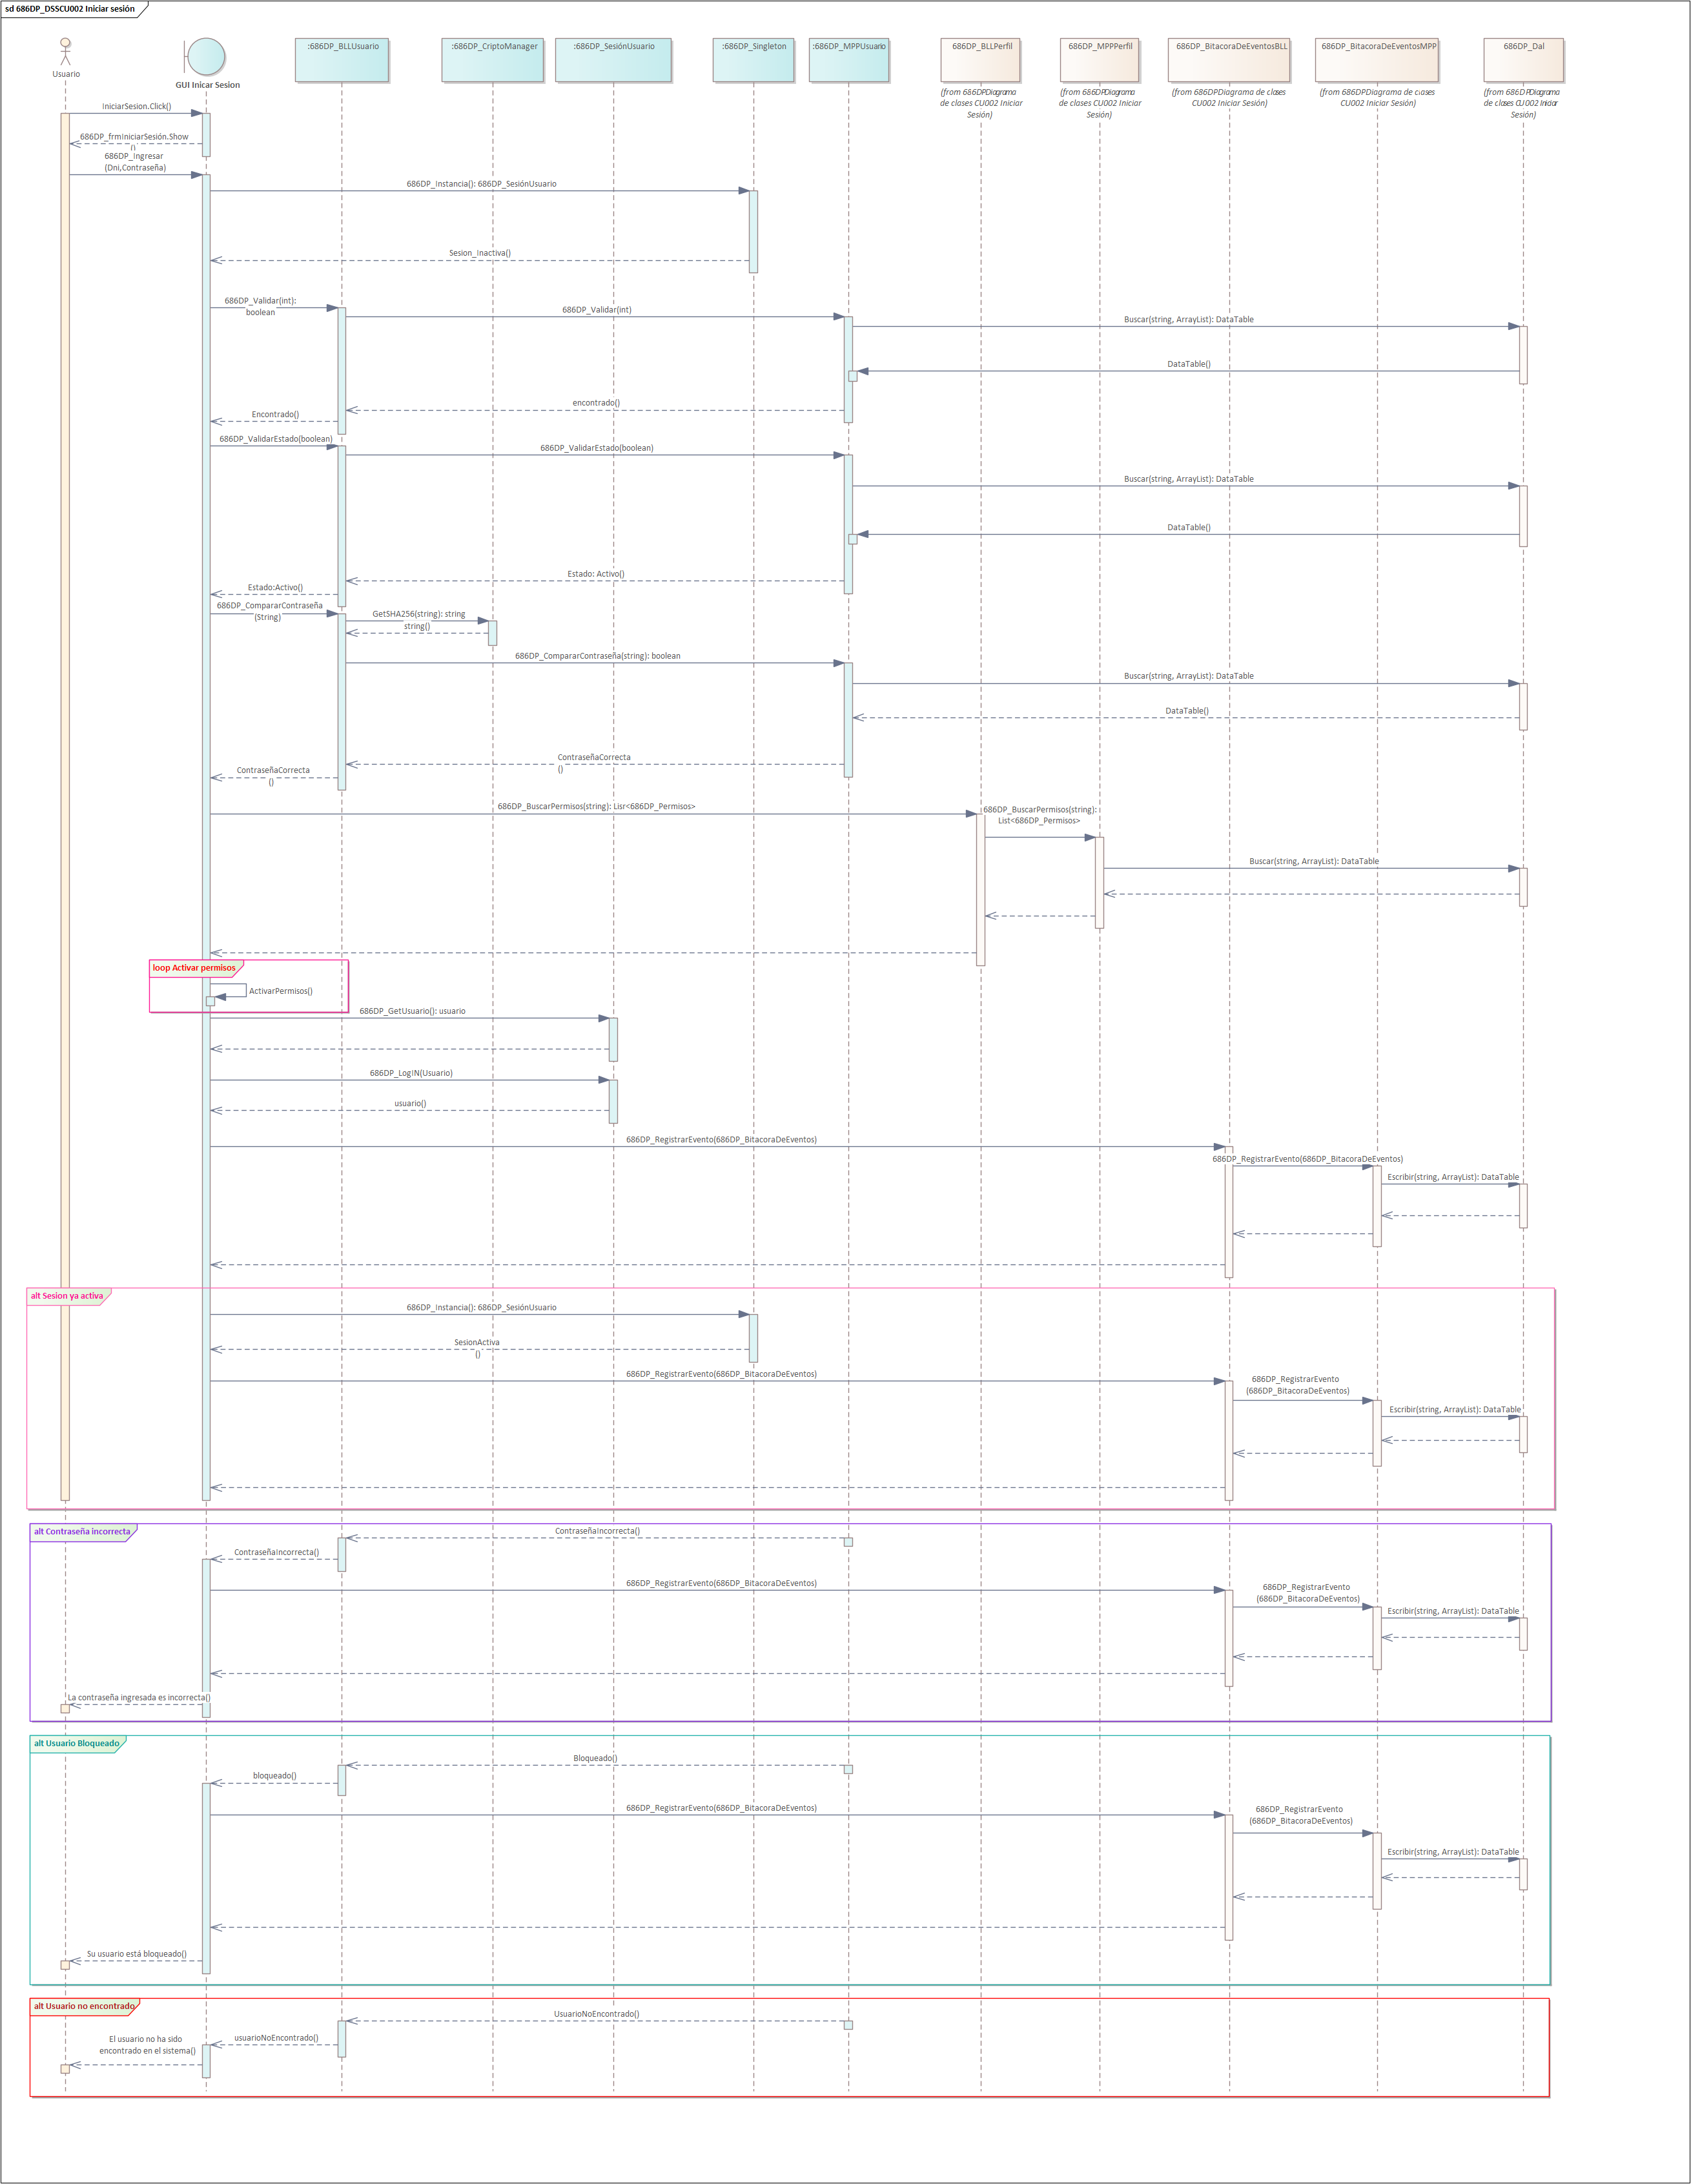 sd 686DP_DSSCU002 Iniciar sesión
Usuario
GUI Inicar Sesion
:686DP_BLLUsuario
:686DP_CriptoManager
:686DP_SesiónUsuario
:686DP_Singleton
:686DP_MPPUsuario
686DP_BLLPerfil
(from 686DPDiagrama
de clases CU002 Iniciar
Sesión)
686DP_MPPPerfil
(from 686DPDiagrama
de clases CU002 Iniciar
Sesión)
686DP_BitacoraDeEventosBLL
(from 686DPDiagrama de clases
CU002 Iniciar Sesión)
686DP_BitacoraDeEventosMPP
(from 686DPDiagrama de clases
CU002 Iniciar Sesión)
686DP_Dal
(from 686DPDiagrama
de clases CU002 Iniciar
Sesión)
IniciarSesion.Click()
686DP_frmIniciarSesión.Show
()
686DP_Ingresar
(Dni,Contraseña)
686DP_Instancia(): 686DP_SesiónUsuario
Sesion_Inactiva()
686DP_Validar(int):
boolean
686DP_Validar(int)
Buscar(string, ArrayList): DataTable
DataTable()
encontrado()
Encontrado()
686DP_ValidarEstado(boolean)
686DP_ValidarEstado(boolean)
Buscar(string, ArrayList): DataTable
DataTable()
Estado: Activo()
Estado:Activo()
686DP_CompararContraseña
(String)
GetSHA256(string): string
string()
686DP_CompararContraseña(string): boolean
Buscar(string, ArrayList): DataTable
DataTable()
ContraseñaCorrecta
()
ContraseñaCorrecta
()
686DP_BuscarPermisos(string): Lisr<686DP_Permisos>
686DP_BuscarPermisos(string):
List<686DP_Permisos>
Buscar(string, ArrayList): DataTable
loop Activar permisos
ActivarPermisos()
686DP_GetUsuario(): usuario
686DP_LogIN(Usuario)
usuario()
686DP_RegistrarEvento(686DP_BitacoraDeEventos)
686DP_RegistrarEvento(686DP_BitacoraDeEventos)
Escribir(string, ArrayList): DataTable
alt Sesion ya activa
686DP_Instancia(): 686DP_SesiónUsuario
SesionActiva
()
686DP_RegistrarEvento(686DP_BitacoraDeEventos)
686DP_RegistrarEvento
(686DP_BitacoraDeEventos)
Escribir(string, ArrayList): DataTable
alt Contraseña incorrecta
ContraseñaIncorrecta()
ContraseñaIncorrecta()
686DP_RegistrarEvento(686DP_BitacoraDeEventos)
686DP_RegistrarEvento
(686DP_BitacoraDeEventos)
Escribir(string, ArrayList): DataTable
La contraseña ingresada es incorrecta()
alt Usuario Bloqueado
Bloqueado()
bloqueado()
686DP_RegistrarEvento(686DP_BitacoraDeEventos)
686DP_RegistrarEvento
(686DP_BitacoraDeEventos)
Escribir(string, ArrayList): DataTable
Su usuario está bloqueado()
alt Usuario no encontrado
UsuarioNoEncontrado()
usuarioNoEncontrado()
El usuario no ha sido
encontrado en el sistema()